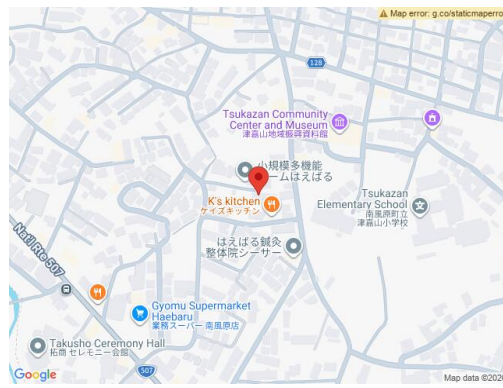 Map error: g.co/staticmaperro
128
Tsukazan Community
Center and Museum
津嘉山地域振興資料館
小規模多機能
ホームはえばる
K's kitchen
ケイズキッチン
Tsukazan
Elementary School
南風原町立
津嘉山小学校
はえばる鍼灸
整体院シーサー
Nat'l Rte 507
Gyomu Supermarket
Haebaru
業務スーパー 南風原店
Takusho Ceremony Hall
拓商 セレモニー会館
507
Google
Map data ©202